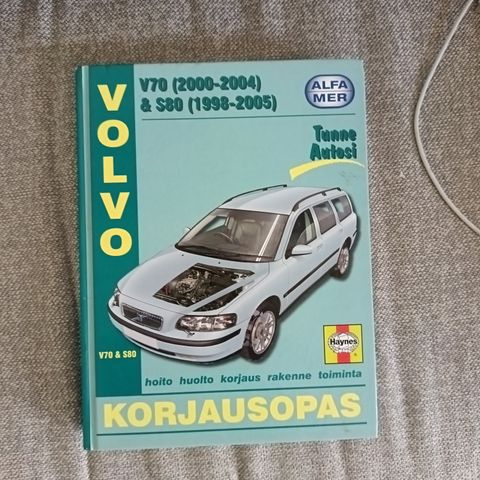 VOLVO
V70 (2000-2004)
& S80 (1998-2005)
ALFA
MER
Tunne
Autosi
V70 & S80
Haynes
hoito huolto korjaus rakenne toiminta
KORJAUSOPAS